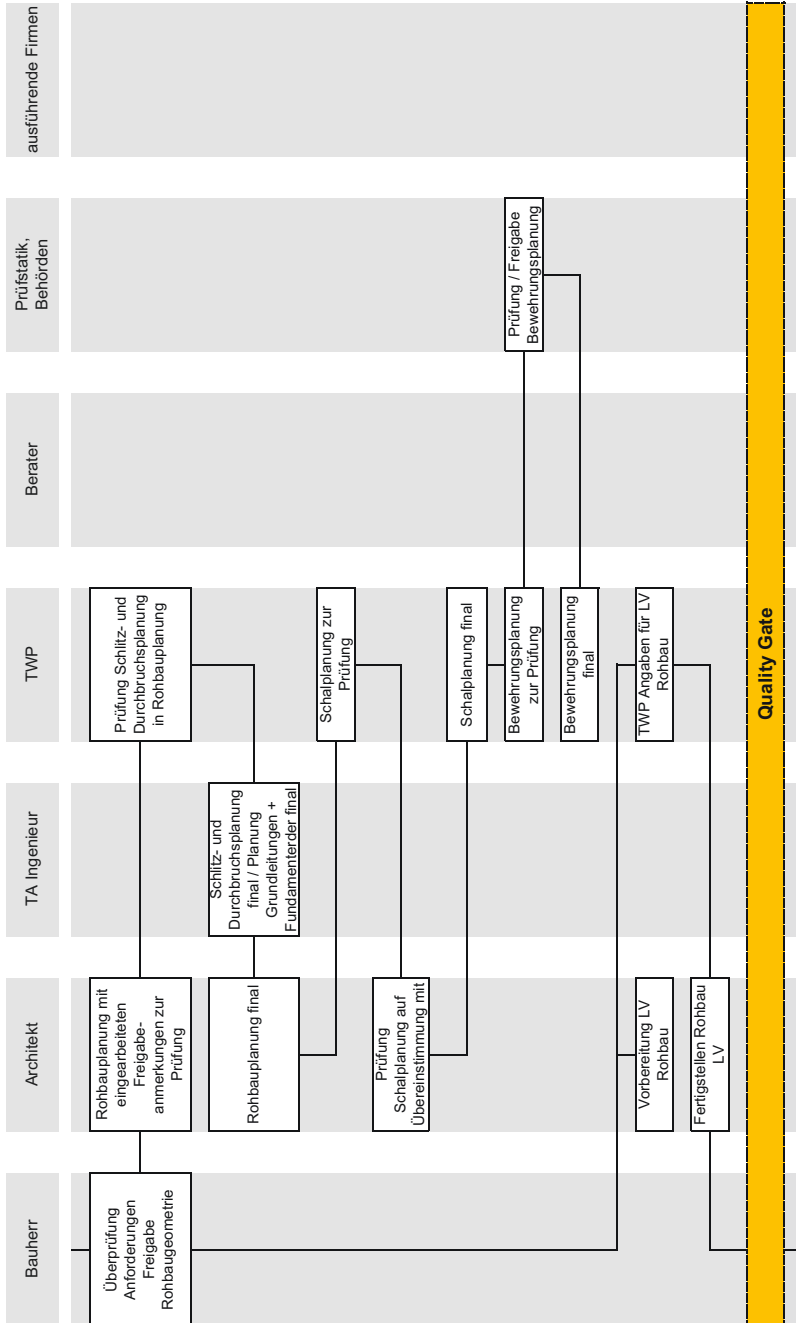 Bauherr
Architekt
TA Ingenieur
TWP
Berater
Prüfstatik,
Behörden
ausführende Firmen
Überprüfung
Anforderungen
Freigabe
Rohbaugeometrie
Rohbauplanung mit
eingearbeiteten
Freigabe-
anmerkungen zur
Prüfung
Prüfung Schlitz- und
Durchbruchsplanung
in Rohbauplanung
Rohbauplanung final
Schlitz- und
Durchbruchsplanung
final / Planung
Grundleitungen +
Fundamenterder final
Schalplanung zur
Prüfung
Prüfung
Schalplanung auf
Übereinstimmung mit
Schalplanung final
Bewehrungsplanung
zur Prüfung
Prüfung / Freigabe
Bewehrungsplanung
Bewehrungsplanung
final
Vorbereitung LV
Rohbau
TWP Angaben für LV
Rohbau
Fertigstellen Rohbau
LV
Quality Gate